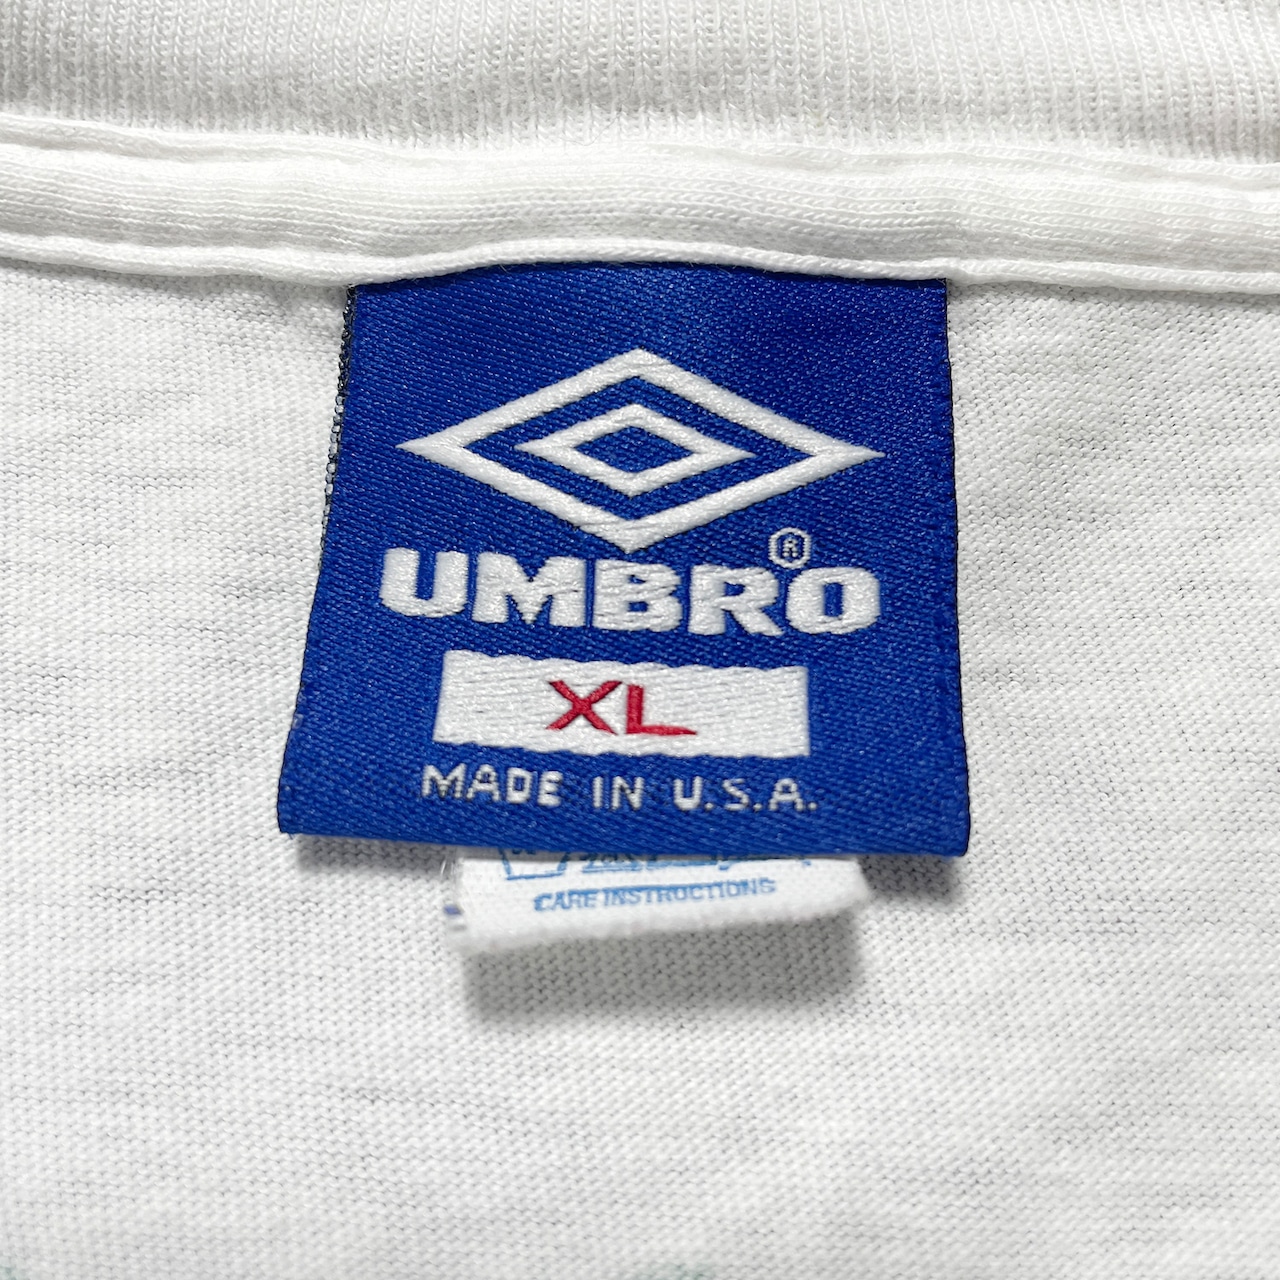 UMBRO®
XL
MADE IN U.S.A.
CARE INSTRUCTIONS